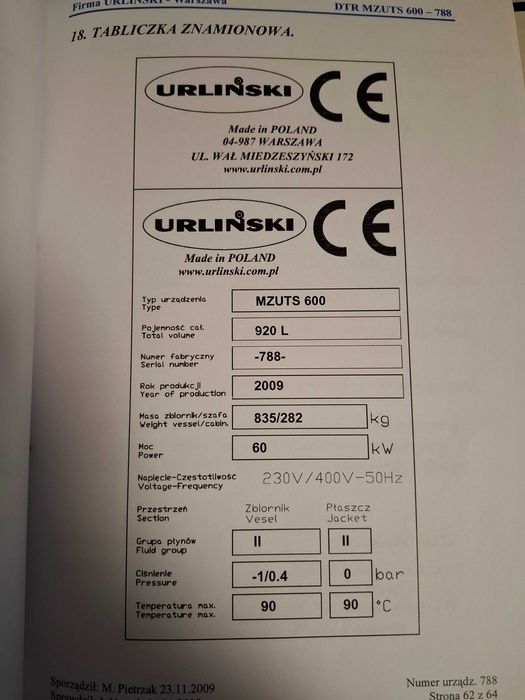 Firma URLIŃSKI - Warszawa
DTR MZUTS 600 – 788
18. TABLICZKA ZNAMIONOWA.
URLIŃSKI CE
Made in POLAND
04-987 WARSZAWA
UL. WAŁ MIEDZESZYŃSKI 172
www.urlinski.com.pl
URLIŃSKI CE
Made in POLAND
www.urlinski.com.pl
Typ urządzenia
Type
MZUTS 600
Pojemność cał.
Total volume
920 L
Numer fabryczny
Serial number
-788-
Rok produkcji
Year of production
2009
Masa zbiornik/szafa
Weight vessel/cabin.
835/282 kg
Moc
Power
60 kW
Napięcie-Częstotliwość
Voltage-Frequency
230V/400V-50Hz
Przestrzeń
Section
Zbiornik
Vesel
Płaszcz
Jacket
Grupa płynów
Fluid group
II II
Ciśnienie
Pressure
-1/0.4 0 bar
Temperatura max.
Temperature max.
90 90 °C
Sporządził: M. Pietrzak 23.11.2009
Numer urządz. 788
Strona 62 z 64